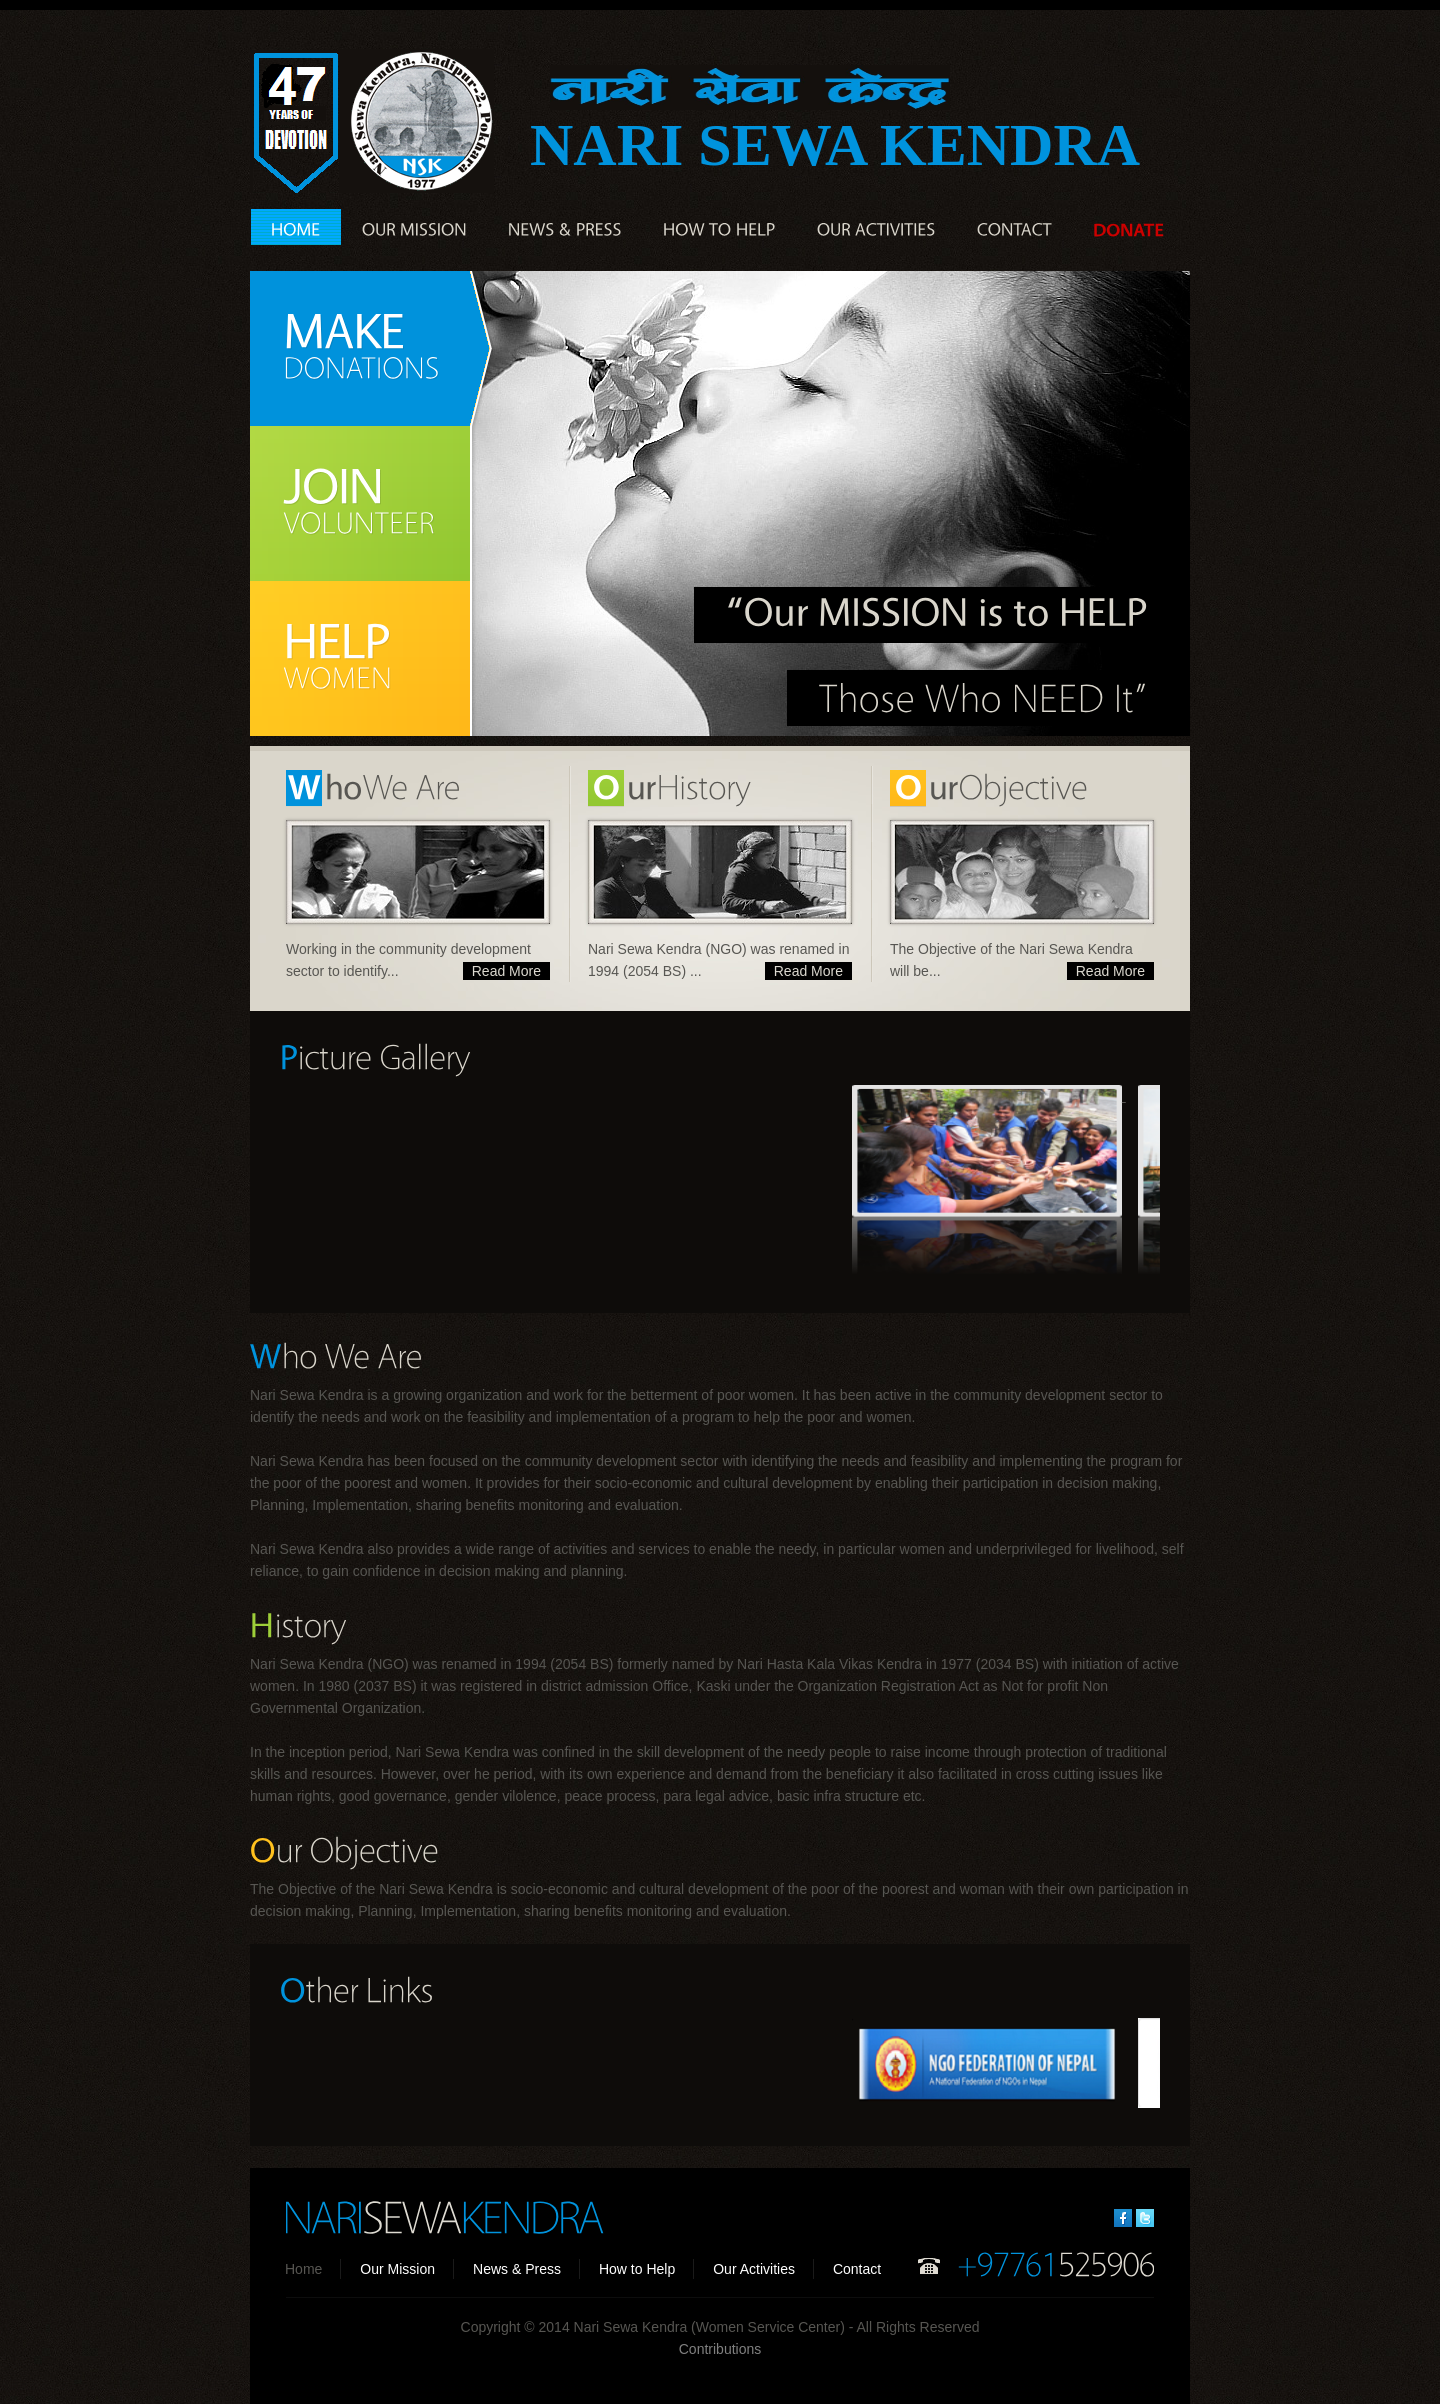 47
YEARS OF
DEVOTION
Nari Sewa Kendra, Nadipur-2, Pokhara
NSK
1977
नारी सेवा केन्द्र
NARI SEWA KENDRA
HOME OUR MISSION NEWS & PRESS HOW TO HELP OUR ACTIVITIES CONTACT DONATE
MAKE
DONATIONS
JOIN
VOLUNTEER
HELP
WOMEN
“Our MISSION is to HELP
Those Who NEED It”
WhoWe Are
Working in the community development
sector to identify... Read More
OurHistory
Nari Sewa Kendra (NGO) was renamed in
1994 (2054 BS) ... Read More
OurObjective
The Objective of the Nari Sewa Kendra
will be... Read More
Picture Gallery
Who We Are
Nari Sewa Kendra is a growing organization and work for the betterment of poor women. It has been active in the community development sector to
identify the needs and work on the feasibility and implementation of a program to help the poor and women.
Nari Sewa Kendra has been focused on the community development sector with identifying the needs and feasibility and implementing the program for
the poor of the poorest and women. It provides for their socio-economic and cultural development by enabling their participation in decision making,
Planning, Implementation, sharing benefits monitoring and evaluation.
Nari Sewa Kendra also provides a wide range of activities and services to enable the needy, in particular women and underprivileged for livelihood, self
reliance, to gain confidence in decision making and planning.
History
Nari Sewa Kendra (NGO) was renamed in 1994 (2054 BS) formerly named by Nari Hasta Kala Vikas Kendra in 1977 (2034 BS) with initiation of active
women. In 1980 (2037 BS) it was registered in district admission Office, Kaski under the Organization Registration Act as Not for profit Non
Governmental Organization.
In the inception period, Nari Sewa Kendra was confined in the skill development of the needy people to raise income through protection of traditional
skills and resources. However, over he period, with its own experience and demand from the beneficiary it also facilitated in cross cutting issues like
human rights, good governance, gender vilolence, peace process, para legal advice, basic infra structure etc.
Our Objective
The Objective of the Nari Sewa Kendra is socio-economic and cultural development of the poor of the poorest and woman with their own participation in
decision making, Planning, Implementation, sharing benefits monitoring and evaluation.
Other Links
NGO FEDERATION OF NEPAL
A National Federation of NGOs in Nepal
NARISEWAKENDRA
Home Our Mission News & Press How to Help Our Activities Contact +97761525906
Copyright © 2014 Nari Sewa Kendra (Women Service Center) - All Rights Reserved
Contributions